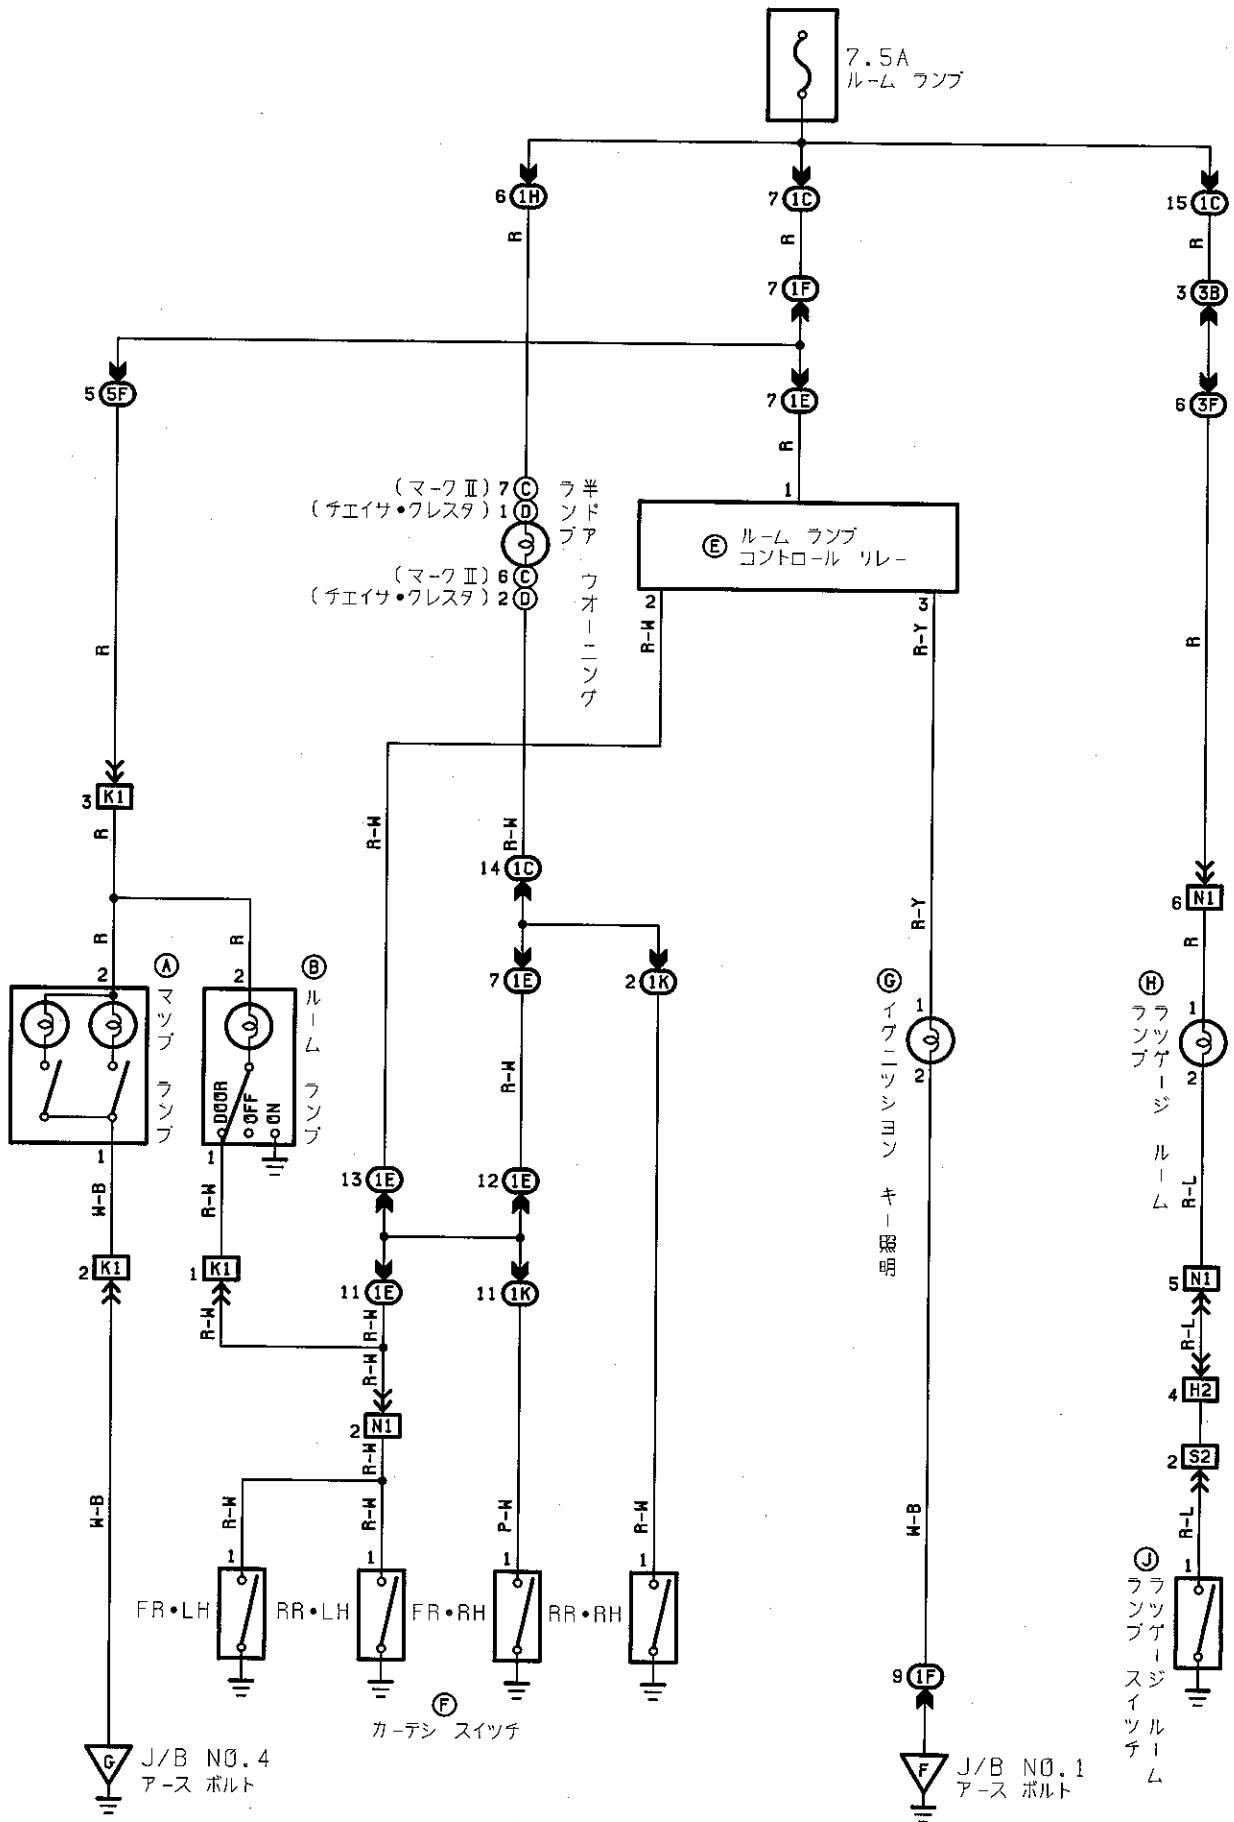 7.5A
ルーム ランプ
6 1H
7 1C
15 1C
R
R
R
7 1F
3 3B
5 5F
7 1E
6 3F
R
(マークⅡ) 7 C
(チエイサ•クレスタ) 1 D
半ドア ウオーニング
ランプ
(マークⅡ) 6 C
(チエイサ•クレスタ) 2 D
1
E ルーム ランプ
コントロール リレー
2
3
R-W
R-Y
R
R
3 K1
R
R-W
R-W
14 1C
6 N1
R-Y
R
R
R
7 1E
2 1K
2
A
マップ ランプ
2
B
ルーム ランプ
DOOR
OFF
ON
G
イグニッション キー照明
1
2
H
ラッゲージ ルーム
ランプ
1
2
R-W
1
W-B
1
R-W
13 1E
12 1E
R-L
2 K1
1 K1
11 1E
11 1K
5 N1
R-W
R-W
R-W
R-L
2 N1
4 H2
R-W
2 S2
W-B
R-W
R-W
P-W
R-W
W-B
R-L
1
1
1
1
1
FR•LH
RR•LH
FR•RH
RR•RH
J
ラッゲージ ルーム
ランプ スイッチ
F
カーテシ スイッチ
9 1F
G
J/B NO.4
アース ボルト
F
J/B NO.1
アース ボルト